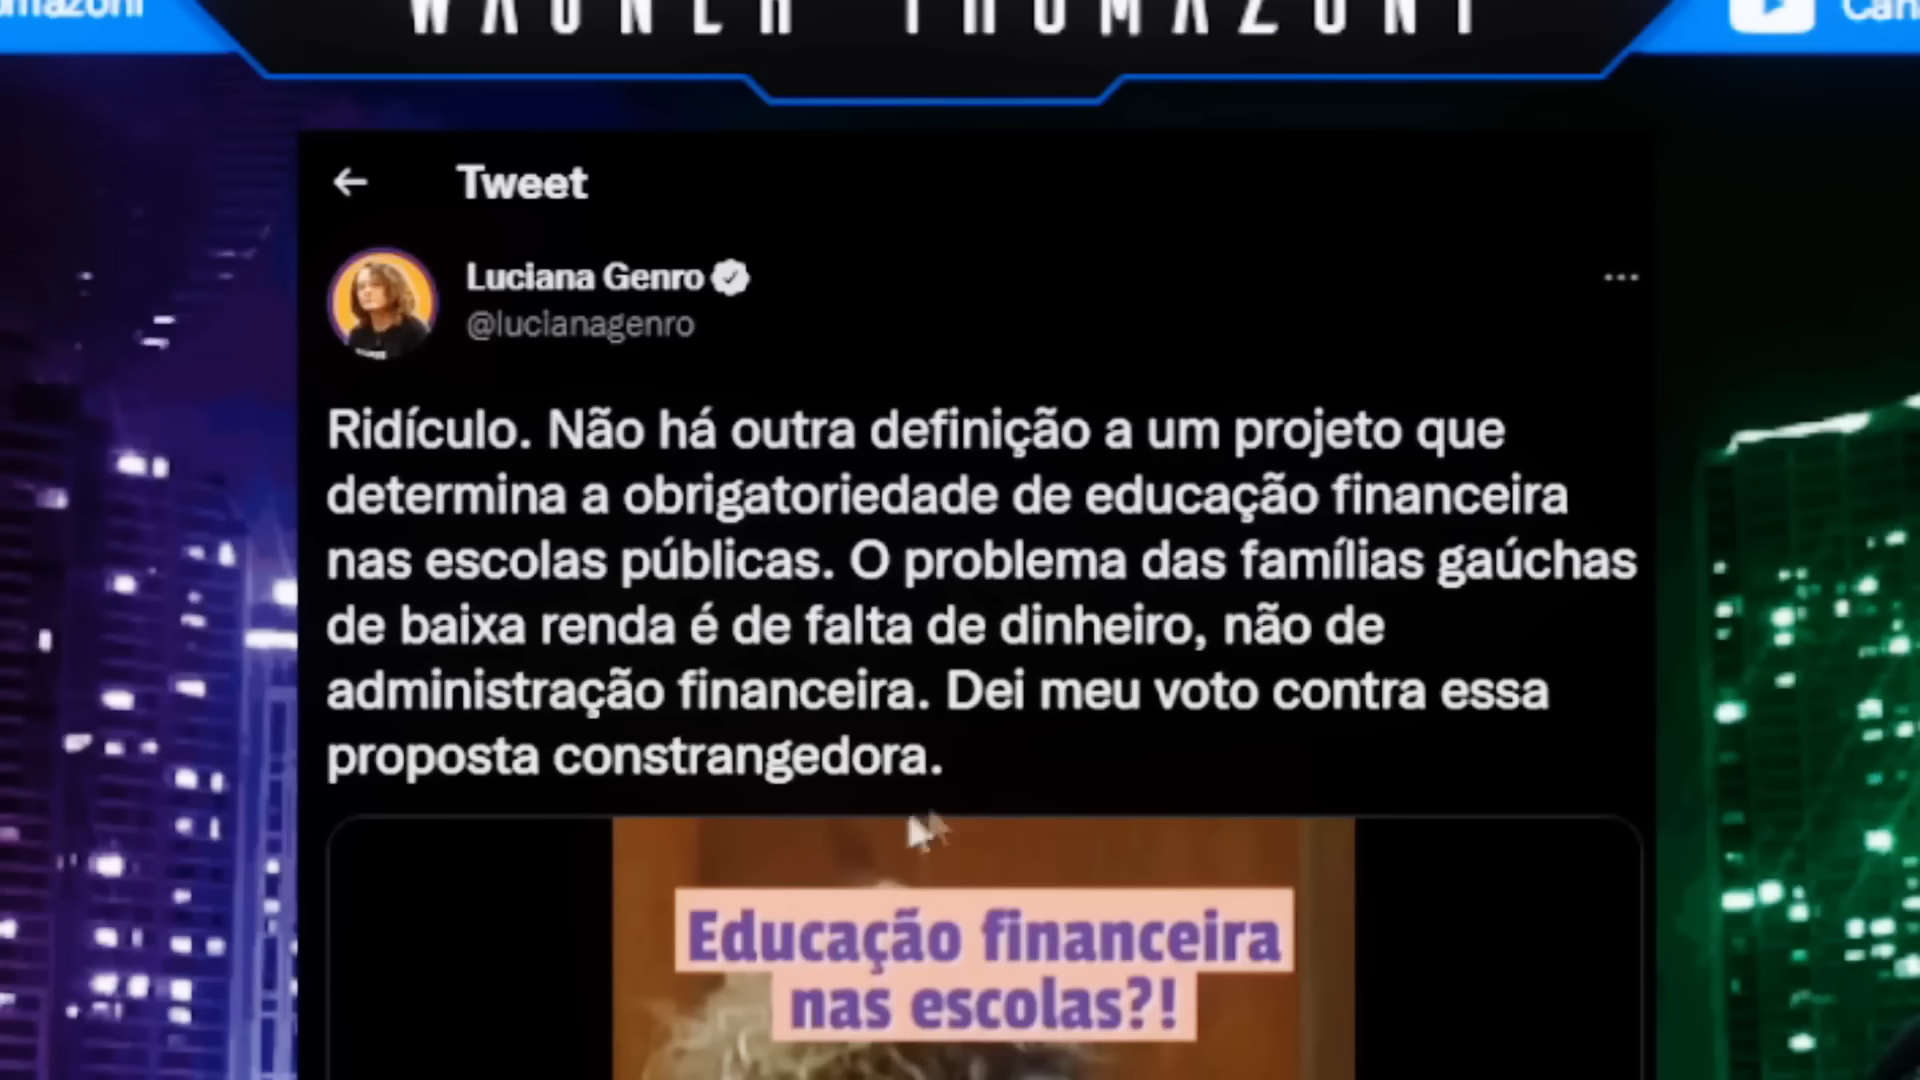 WAGNER THOMAZONI
Tweet
Luciana Genro
@lucianagenro
Ridículo. Não há outra definição a um projeto que
determina a obrigatoriedade de educação financeira
nas escolas públicas. O problema das famílias gaúchas
de baixa renda é de falta de dinheiro, não de
administração financeira. Dei meu voto contra essa
proposta constrangedora.
Educação financeira
nas escolas?!